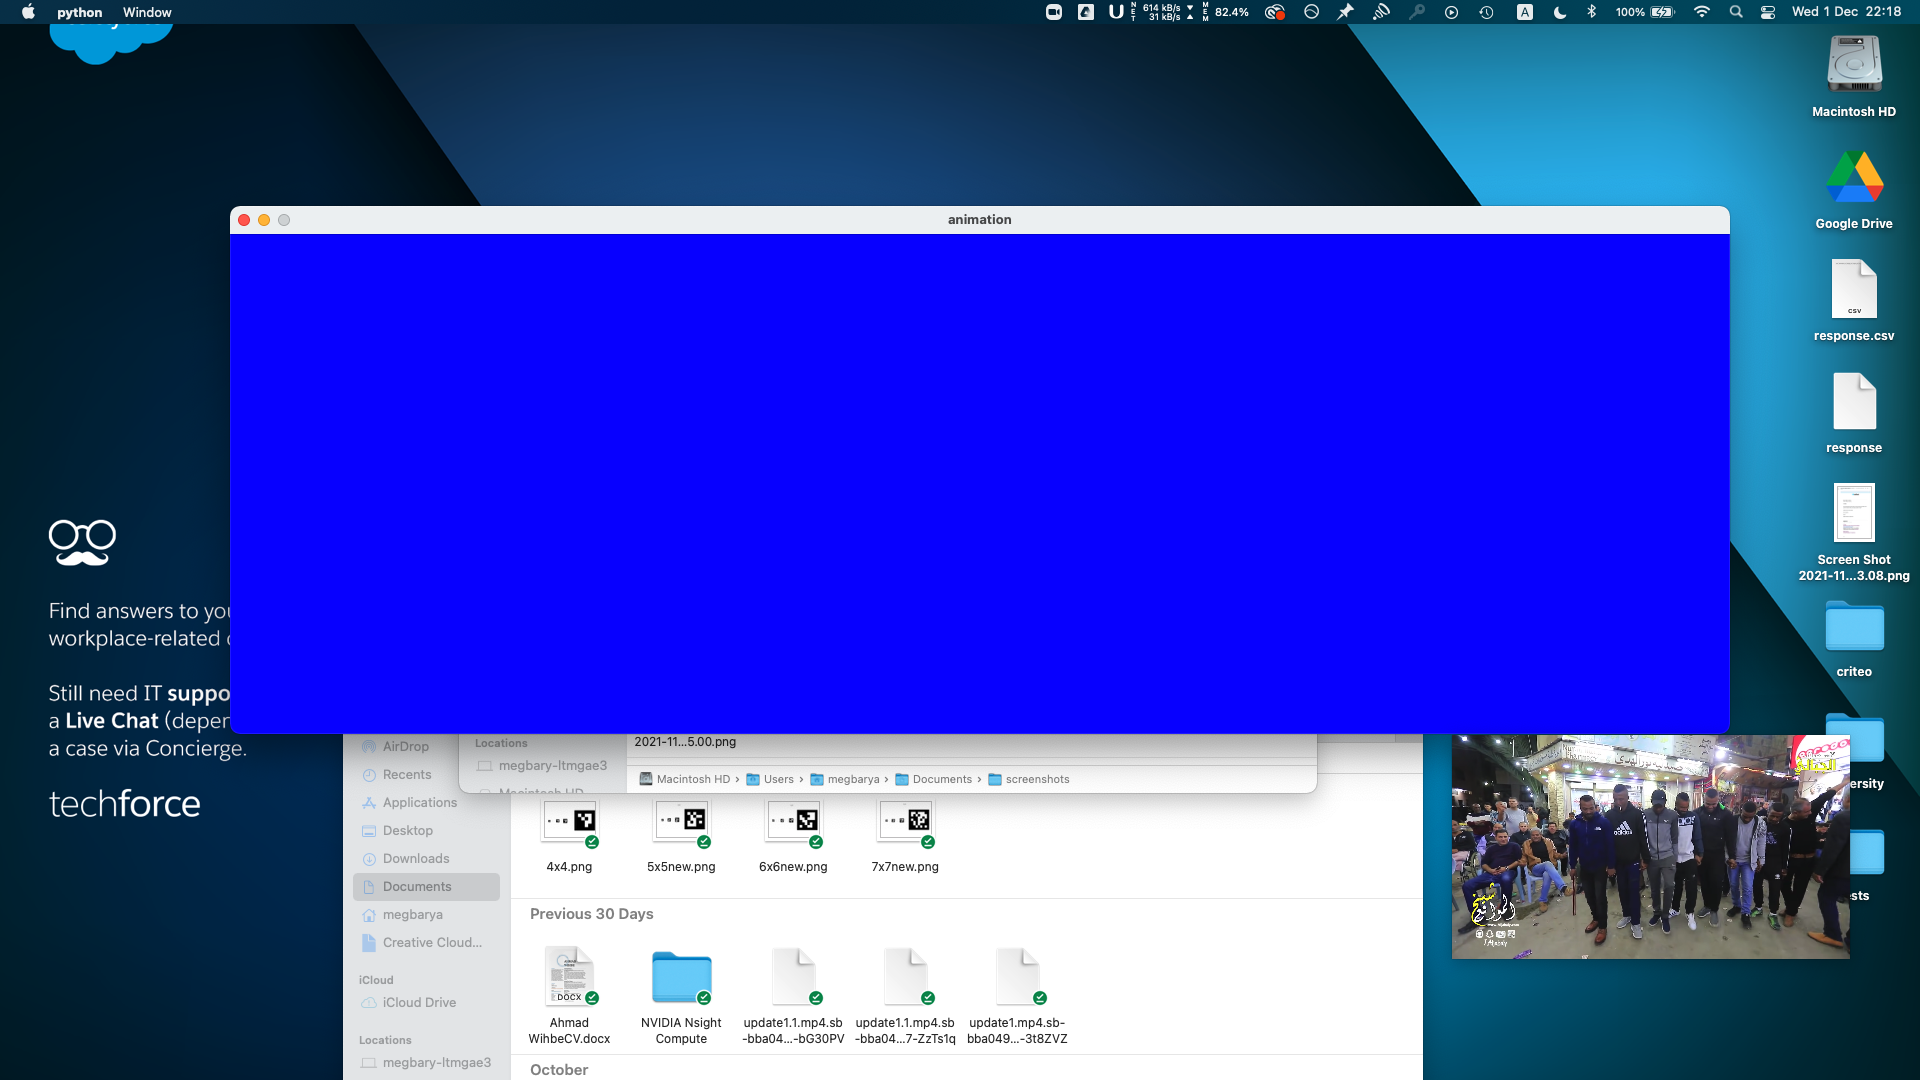 python Window
614 kB/s
31 kB/s
82.4%
A
100%
Wed 1 Dec 22:18
animation
Macintosh HD
Google Drive
CSV
response.csv
response
Screen Shot
2021-11...3.08.png
criteo
ersity
sts
Find answers to you
workplace-related
Still need IT suppo
a Live Chat (depen
a case via Concierge.
techforce
Locations
megbary-ltmgae3
Macintosh HD
2021-11...5.00.png
Macintosh HD › Users › megbarya › Documents › screenshots
AirDrop
Recents
Applications
Desktop
Downloads
Documents
megbarya
Creative Cloud...
iCloud
iCloud Drive
Locations
megbary-ltmgae3
4x4.png
5x5new.png
6x6new.png
7x7new.png
Previous 30 Days
DOCX
Ahmad
WihbeCV.docx
NVIDIA Nsight
Compute
update1.1.mp4.sb
-bba04...-bG30PV
update1.1.mp4.sb
-bba04...7-ZzTs1q
update1.mp4.sb-
bba049...-3t8ZVZ
October
ooredoo
adidas